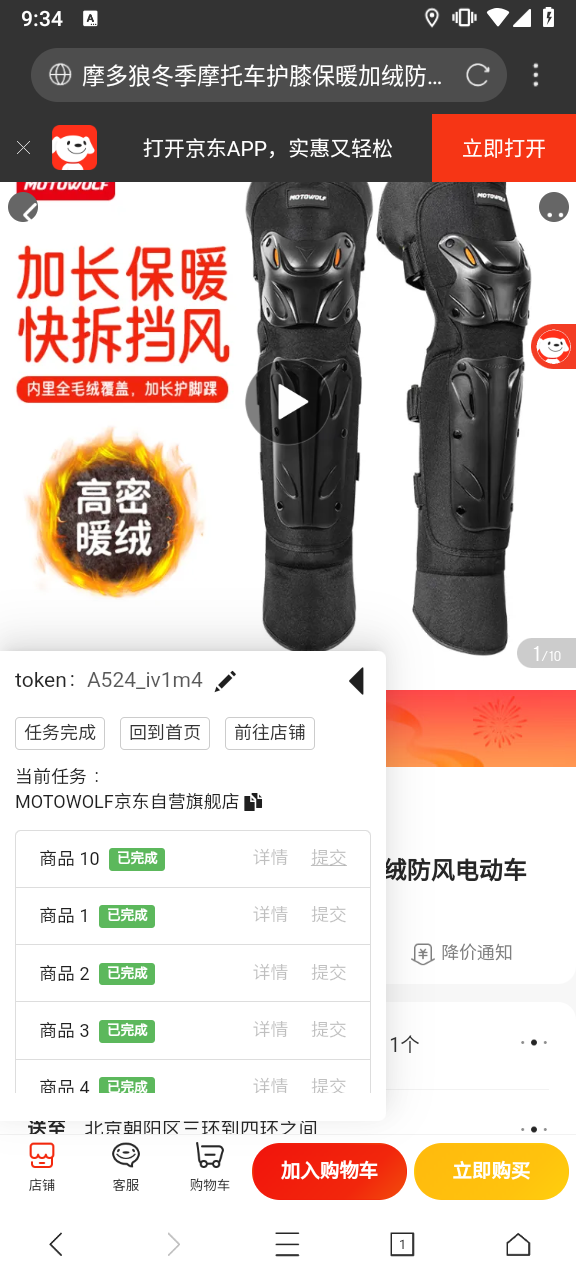 9:34 A
摩多狼冬季摩托车护膝保暖加绒防...
打开京东APP，实惠又轻松 立即打开
MOTOWOLF
MOTOWOLF MOTOWOLF
加长保暖
快拆挡风
内里全毛绒覆盖，加长护脚踝
高密
暖绒
1/10
token： A524_iv1m4
任务完成 回到首页 前往店铺
当前任务：
MOTOWOLF京东自营旗舰店
商品 10 已完成 详情 提交
绒防风电动车
商品 1 已完成 详情 提交
降价通知
商品 2 已完成 详情 提交
商品 3 已完成 详情 提交
1个
商品 4 已完成 详情 提交
送至 北京朝阳区三环到四环之间
店铺 客服 购物车 加入购物车 立即购买
1